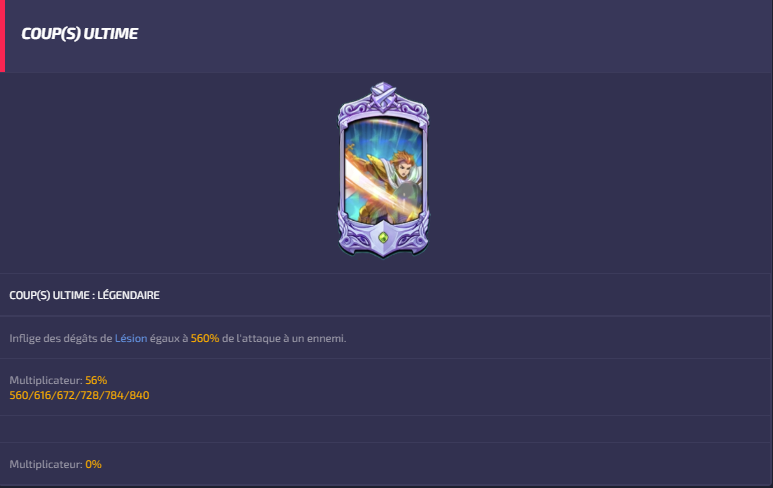 COUP(S) ULTIME
COUP(S) ULTIME : LÉGENDAIRE
Inflige des dégâts de Lésion égaux à 560% de l'attaque à un ennemi.
Multiplicateur: 56%
560/616/672/728/784/840
Multiplicateur: 0%